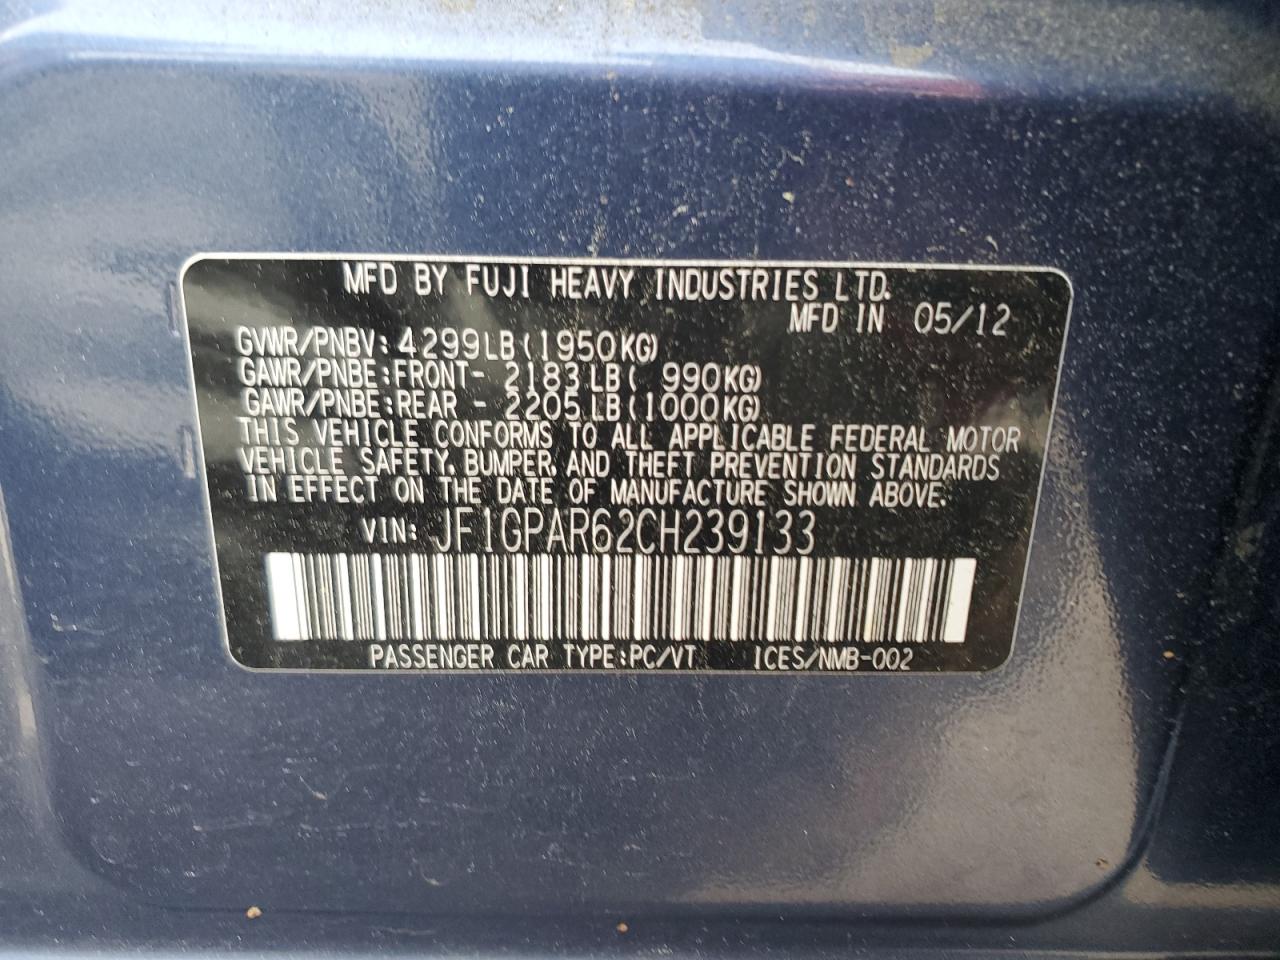 MFD BY FUJI HEAVY INDUSTRIES LTD.
MFD IN 05/12
GVWR/PNBV: 4299LB(1950KG)
GAWR/PNBE:FRONT- 2183LB( 990KG)
GAWR/PNBE:REAR - 2205LB(1000KG)
THIS VEHICLE CONFORMS TO ALL APPLICABLE FEDERAL MOTOR
VEHICLE SAFETY, BUMPER, AND THEFT PREVENTION STANDARDS
IN EFFECT ON THE DATE OF MANUFACTURE SHOWN ABOVE.
VIN: JF1GPAR62CH239133
PASSENGER CAR TYPE:PC/VT ICES/NMB-002